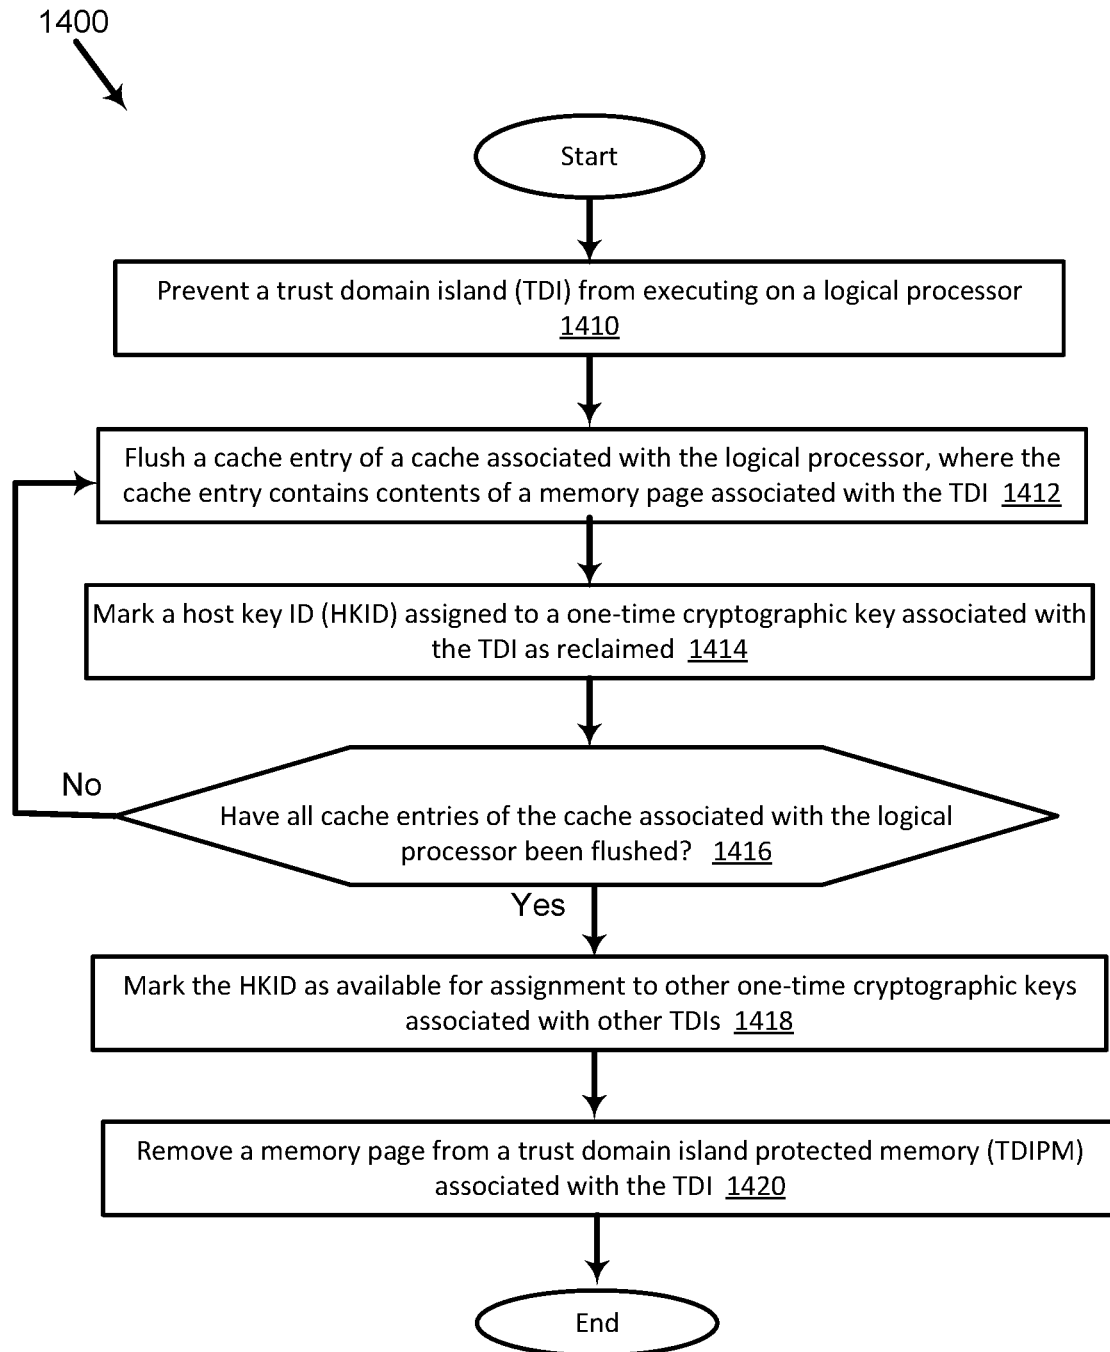 1400
Start
Prevent a trust domain island (TDI) from executing on a logical processor
1410
Flush a cache entry of a cache associated with the logical processor, where the
cache entry contains contents of a memory page associated with the TDI 1412
Mark a host key ID (HKID) assigned to a one-time cryptographic key associated with
the TDI as reclaimed 1414
No
Have all cache entries of the cache associated with the logical
processor been flushed? 1416
Yes
Mark the HKID as available for assignment to other one-time cryptographic keys
associated with other TDIs 1418
Remove a memory page from a trust domain island protected memory (TDIPM)
associated with the TDI 1420
End